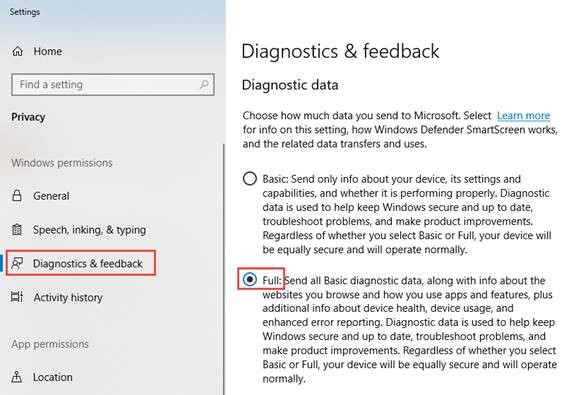 Settings
Home
Find a setting
Privacy
Windows permissions
General
Speech, inking, & typing
Diagnostics & feedback
Activity history
App permissions
Location
Diagnostics & feedback
Diagnostic data
Choose how much data you send to Microsoft. Select Learn more
for info on this setting, how Windows Defender SmartScreen works,
and the related data transfers and uses.
Basic: Send only info about your device, its settings and
capabilities, and whether it is performing properly. Diagnostic
data is used to help keep Windows secure and up to date,
troubleshoot problems, and make product improvements.
Regardless of whether you select Basic or Full, your device will
be equally secure and will operate normally.
Full: Send all Basic diagnostic data, along with info about the
websites you browse and how you use apps and features, plus
additional info about device health, device usage, and
enhanced error reporting. Diagnostic data is used to help keep
Windows secure and up to date, troubleshoot problems, and
make product improvements. Regardless of whether you select
Basic or Full, your device will be equally secure and will operate
normally.